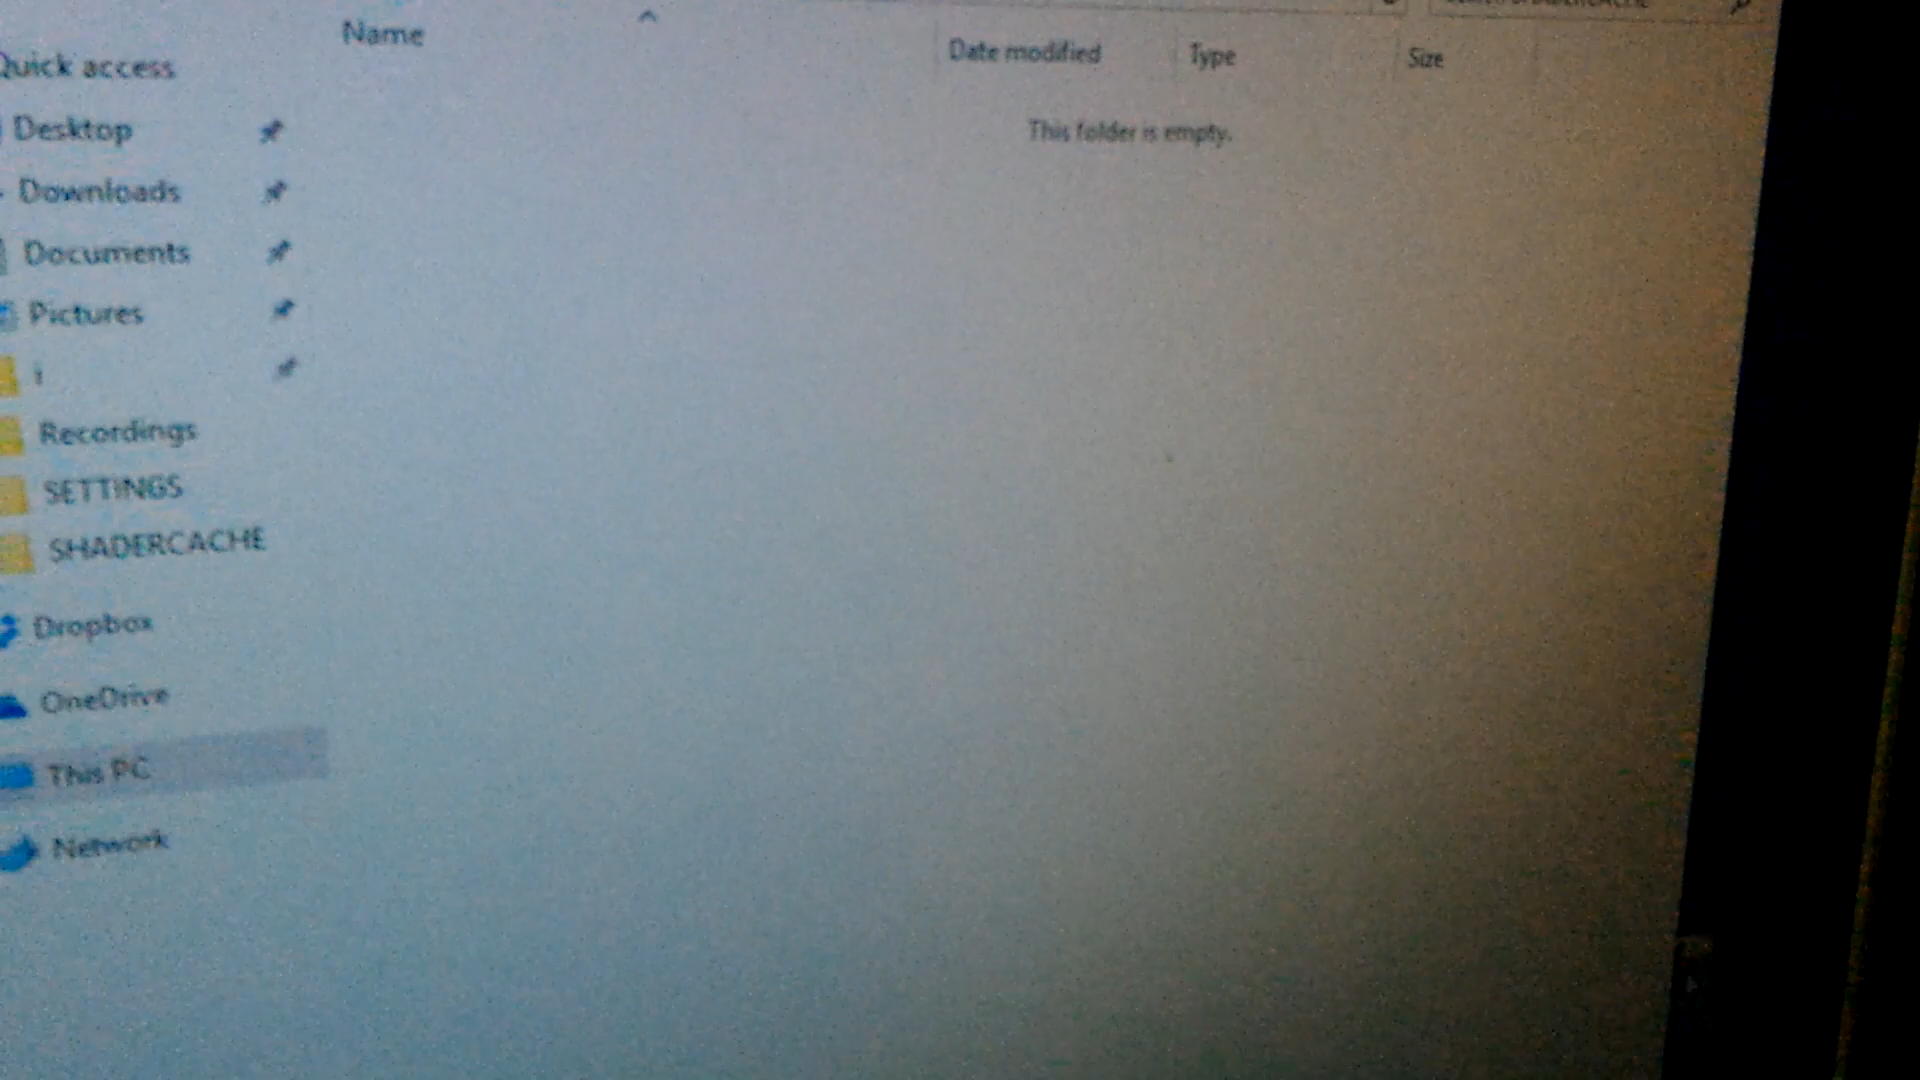 Name
Date modified
Type
Size
Quick access
This folder is empty.
Desktop
Downloads
Documents
Pictures
Recordings
SETTINGS
SHADERCACHE
Dropbox
OneDrive
This PC
Network